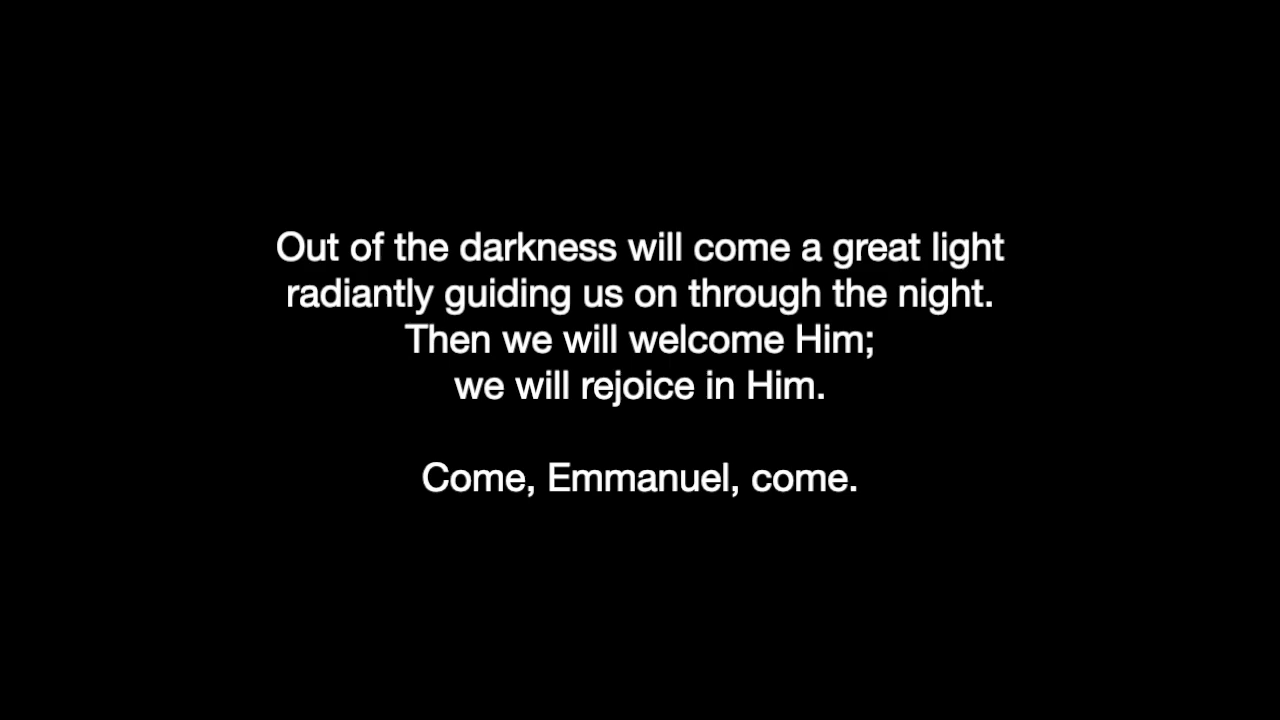 Out of the darkness will come a great light
radiantly guiding us on through the night.
Then we will welcome Him;
we will rejoice in Him.
Come, Emmanuel, come.